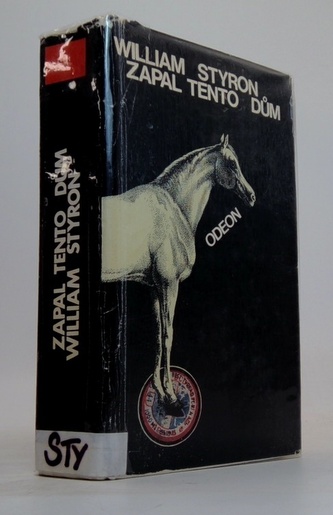 WILLIAM STYRON
ZAPAL TENTO DŮM
ODEON
ZAPAL TENTO DŮM
WILLIAM STYRON
STY